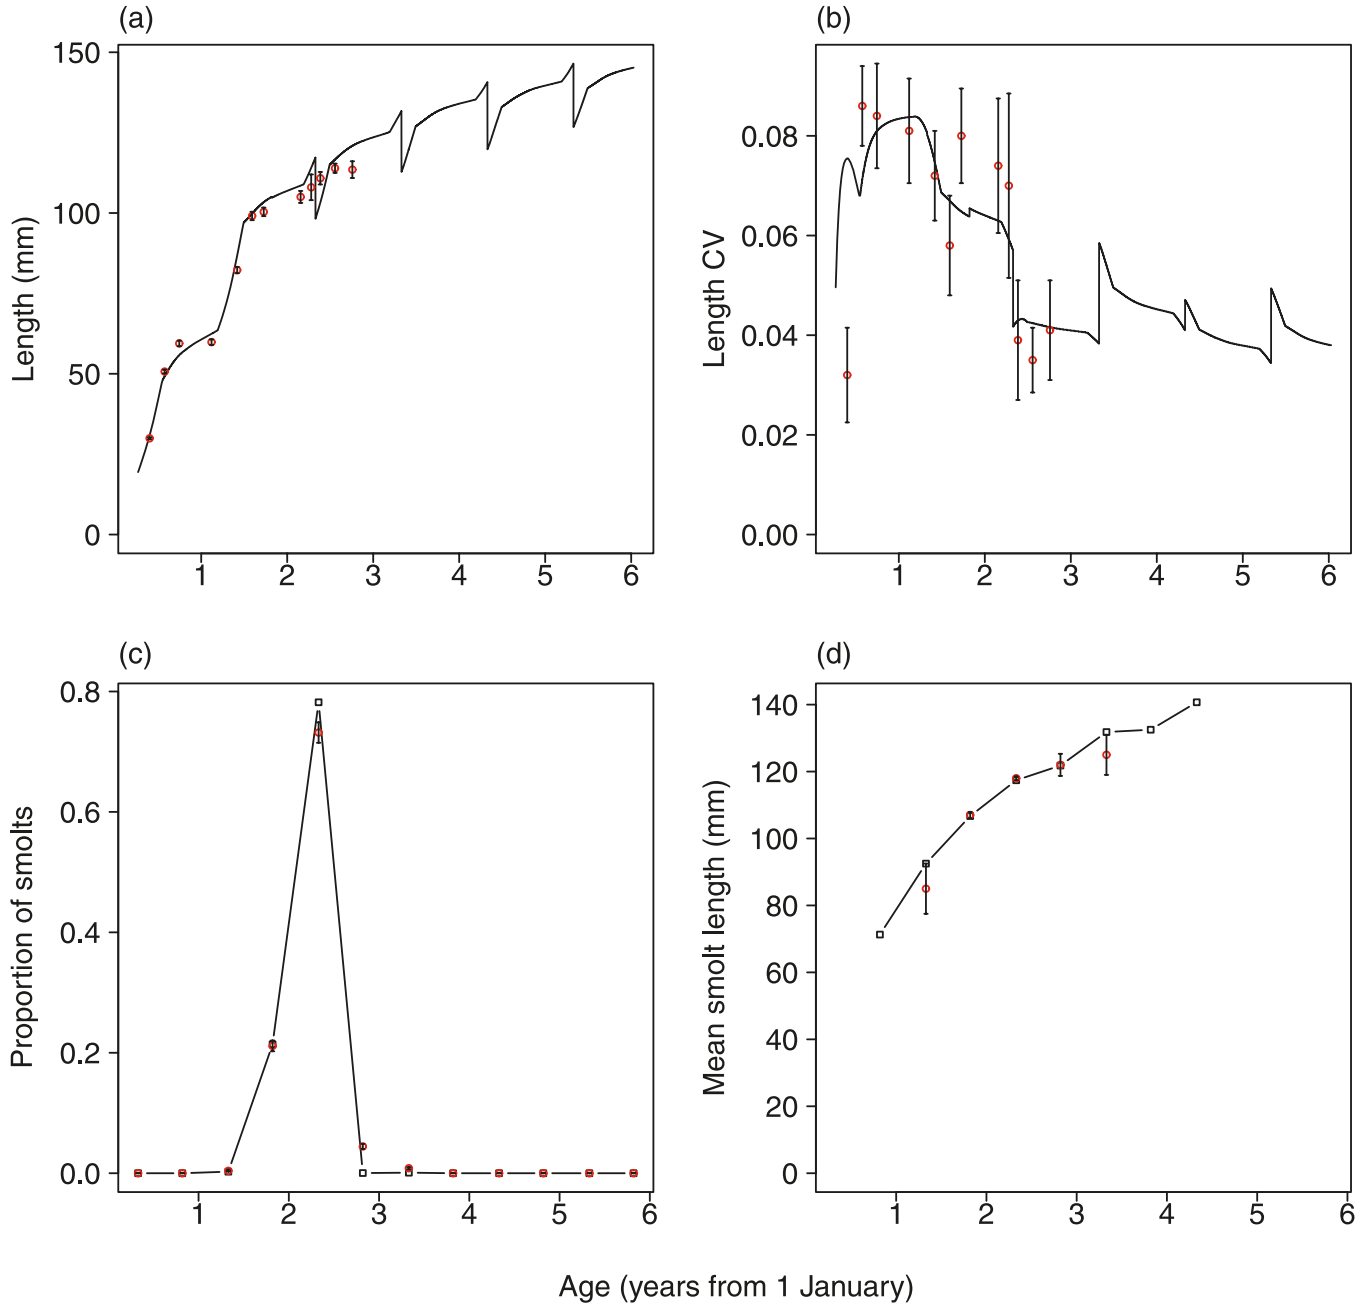 (a)
150
100
50
0
Length (mm)
1 2 3 4 5 6
(b)
0.08
0.06
0.04
0.02
0.00
Length CV
1 2 3 4 5 6
(c)
0.8
0.6
0.4
0.2
0.0
Proportion of smolts
1 2 3 4 5 6
(d)
140
120
100
80
60
40
20
0
Mean smolt length (mm)
1 2 3 4 5 6
Age (years from 1 January)